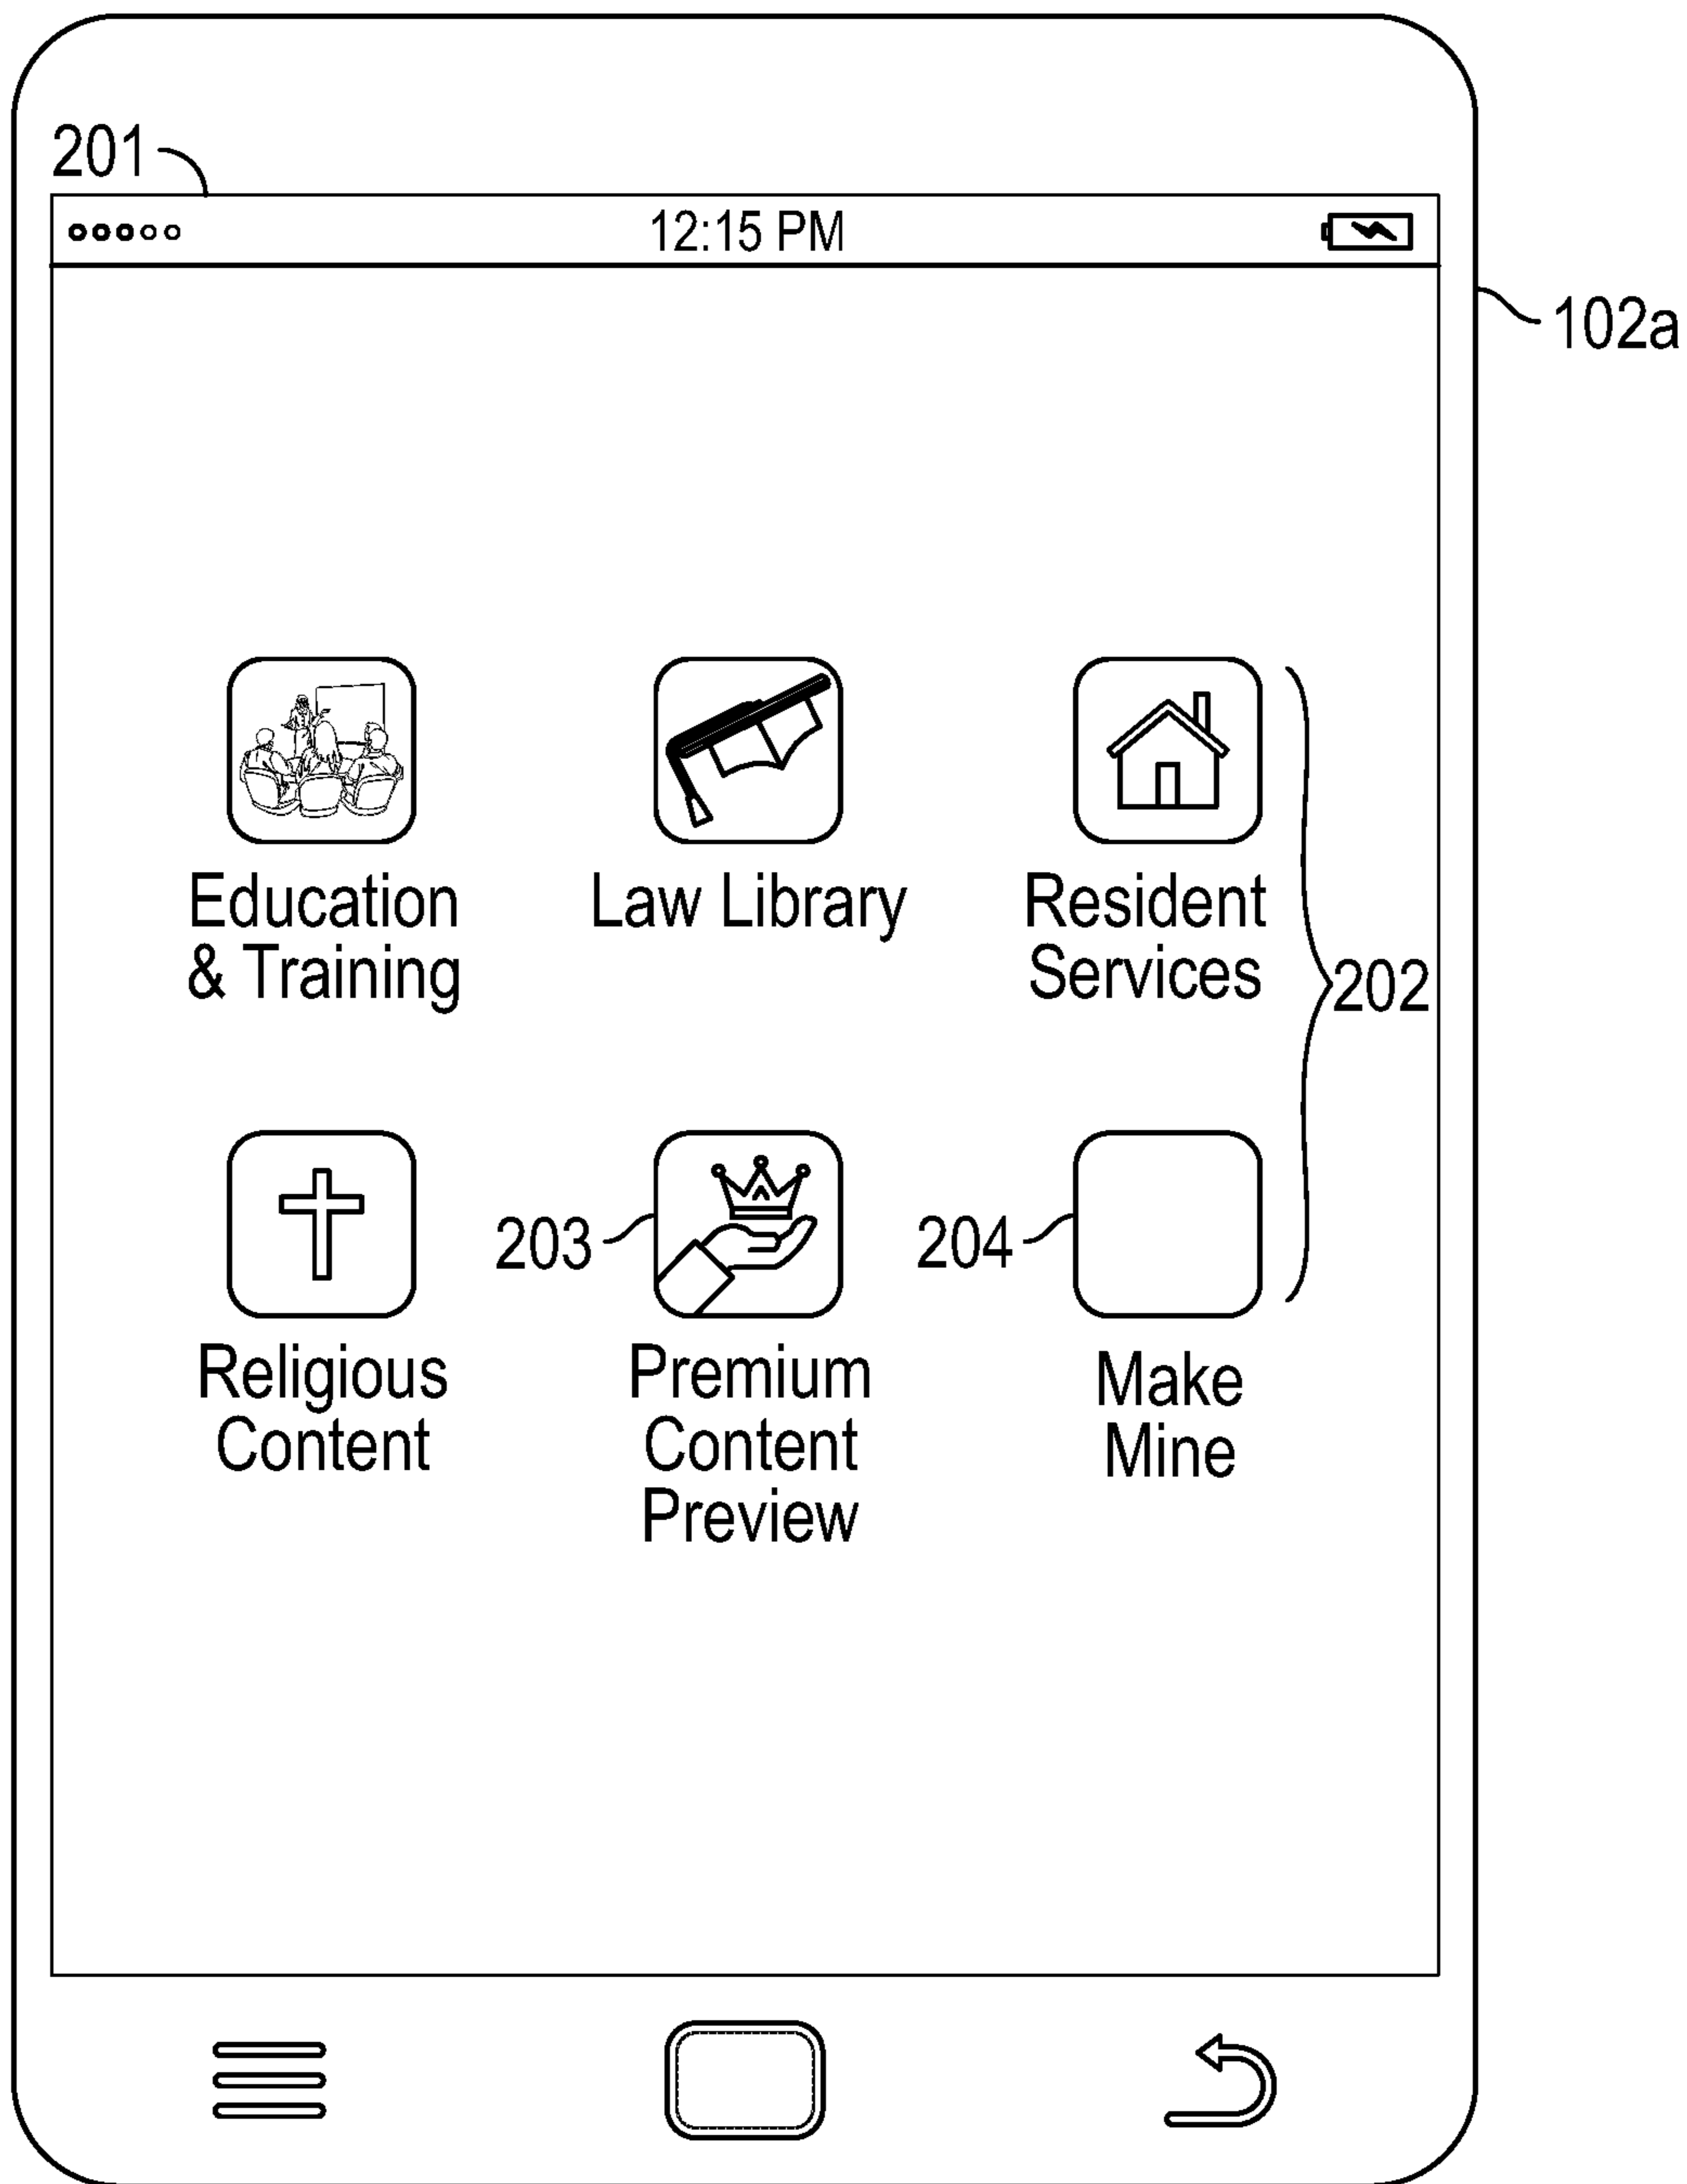 201
12:15 PM
102a
Education
& Training
Law Library
Resident
Services
202
203
204
Religious
Content
Premium
Content
Preview
Make
Mine